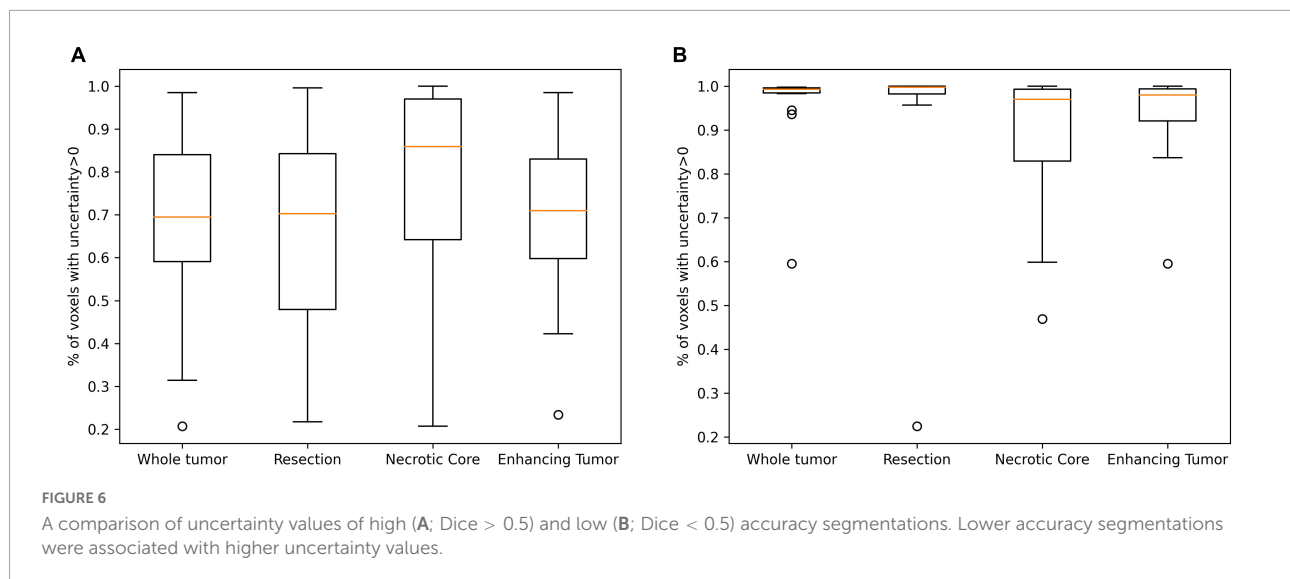 A
B
1.0
0.9
0.8
0.7
0.6
0.5
0.4
0.3
0.2
% of voxels with uncertainty>0
Whole tumor
Resection
Necrotic Core
Enhancing Tumor
1.0
0.9
0.8
0.7
0.6
0.5
0.4
0.3
0.2
% of voxels with uncertainty>0
Whole tumor
Resection
Necrotic Core
Enhancing Tumor
FIGURE 6
A comparison of uncertainty values of high (A; Dice > 0.5) and low (B; Dice < 0.5) accuracy segmentations. Lower accuracy segmentations
were associated with higher uncertainty values.